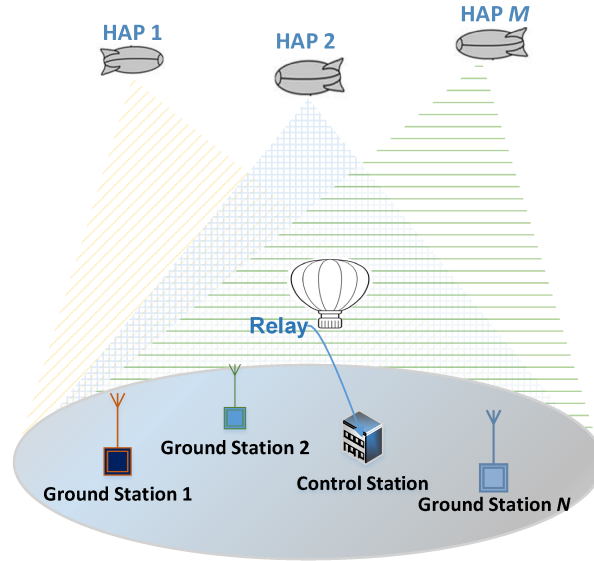 HAP 1
HAP 2
HAP M
Relay
Ground Station 2
Ground Station 1
Control Station
Ground Station N